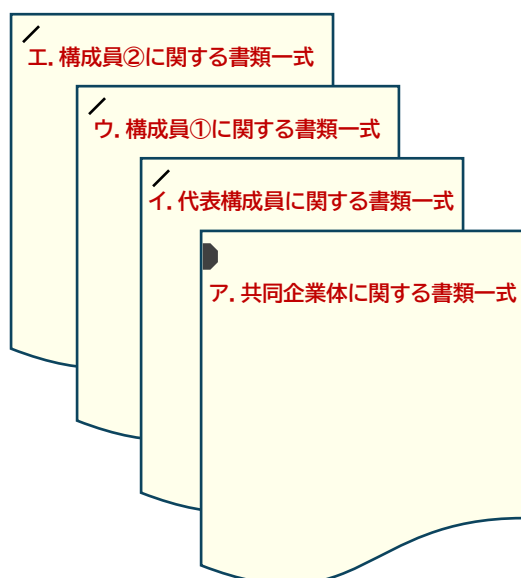 エ. 構成員②に関する書類一式
ウ. 構成員①に関する書類一式
イ. 代表構成員に関する書類一式
ア. 共同企業体に関する書類一式